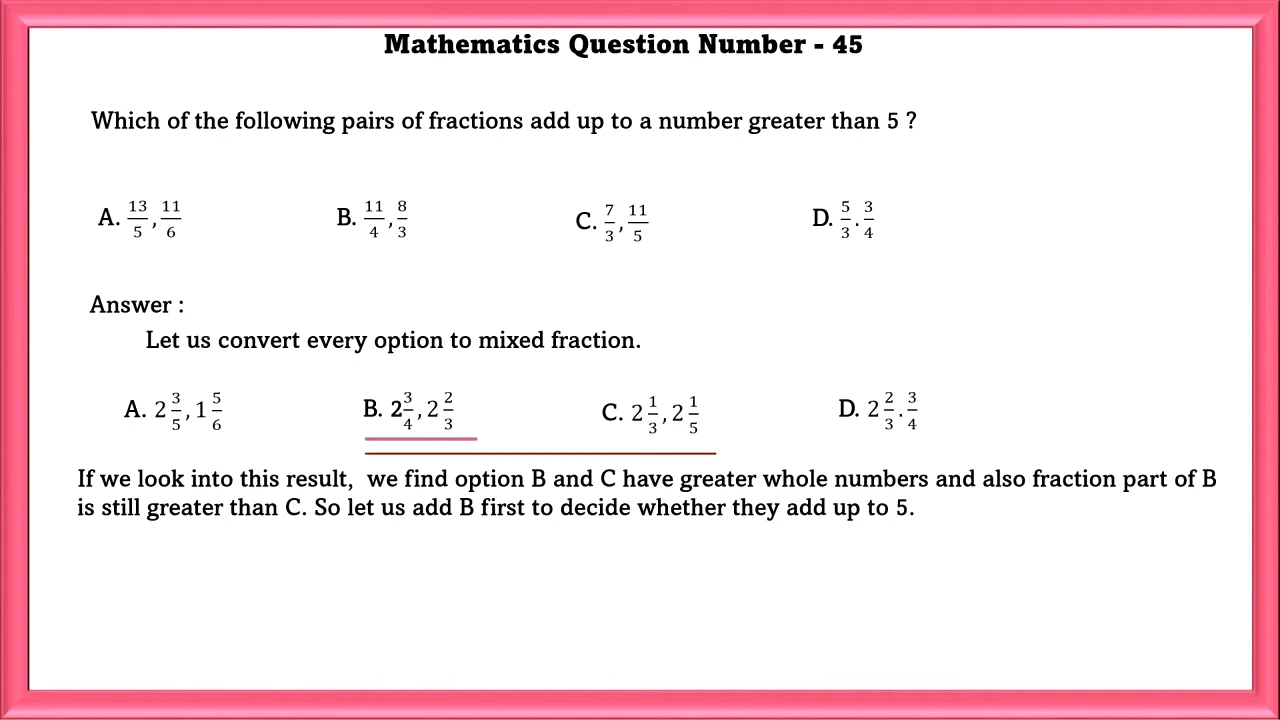 Mathematics Question Number - 45
Which of the following pairs of fractions add up to a number greater than 5 ?
A. 13/5 , 11/6 B. 11/4 , 8/3 C. 7/3 , 11/5 D. 5/3 . 3/4
Answer :
Let us convert every option to mixed fraction.
A. 2 3/5 , 1 5/6 B. 2 3/4 , 2 2/3 C. 2 1/3 , 2 1/5 D. 2 2/3 . 3/4
If we look into this result, we find option B and C have greater whole numbers and also fraction part of B
is still greater than C. So let us add B first to decide whether they add up to 5.